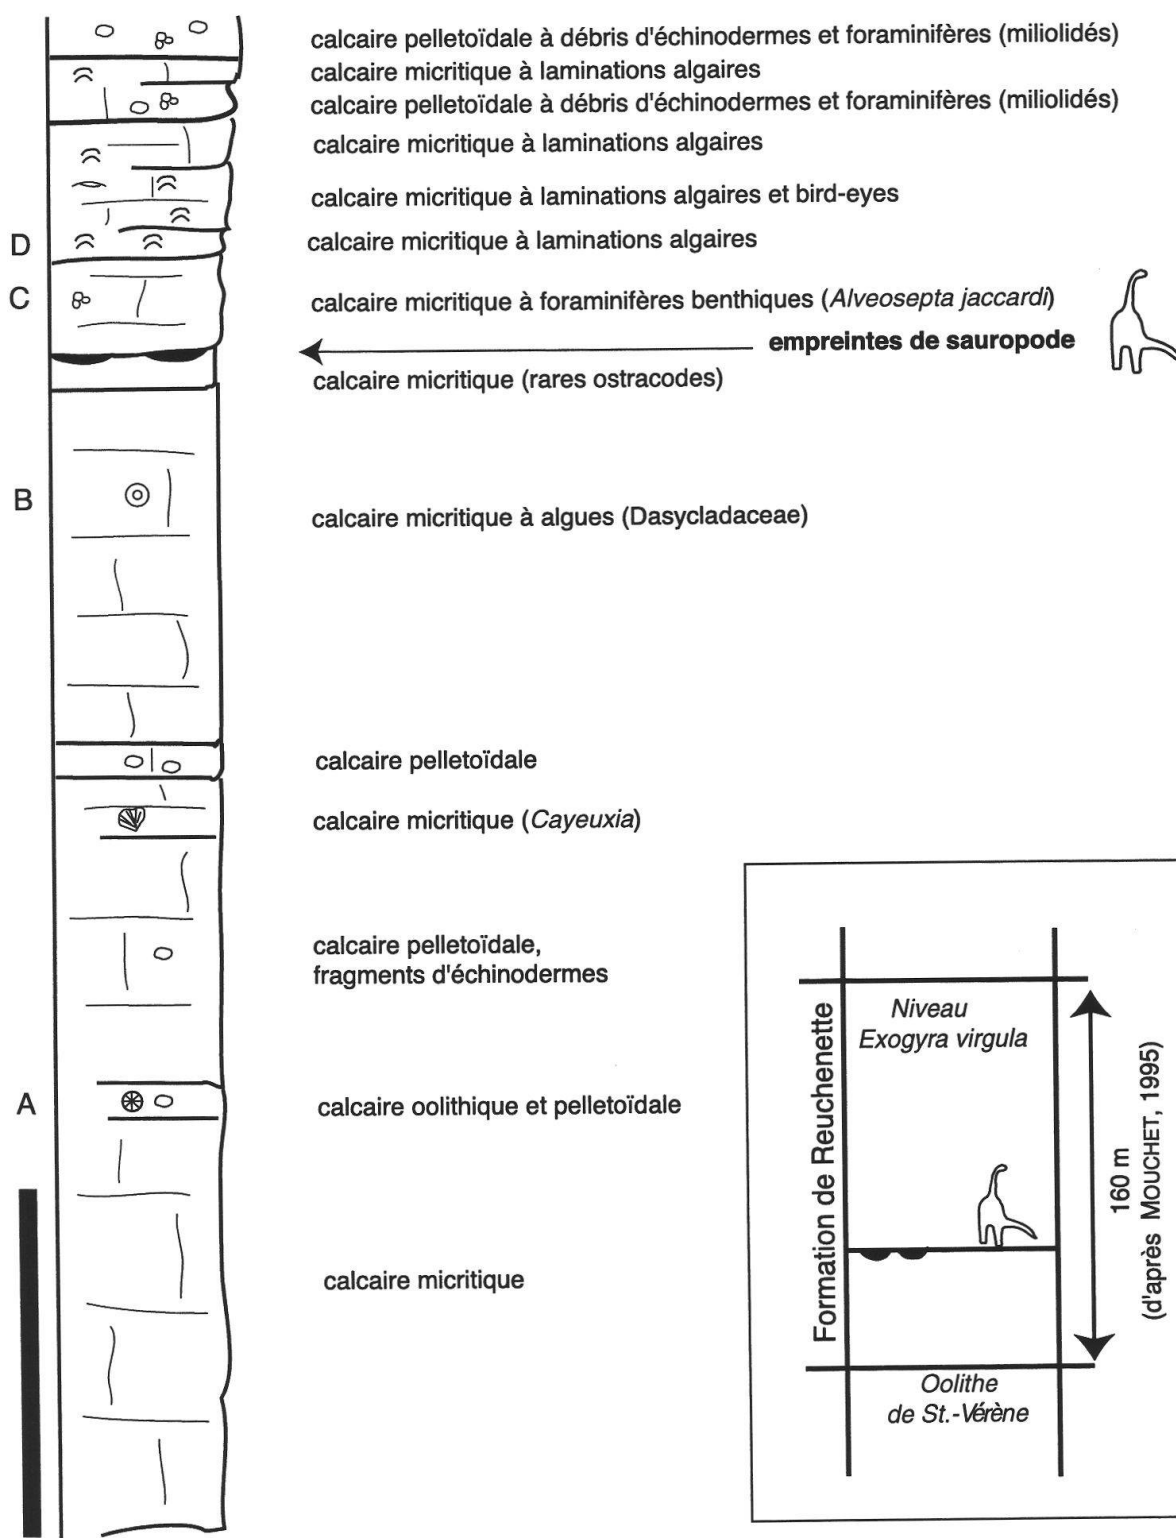 calcaire pelletoïdale à débris d'échinodermes et foraminifères (miliolidés)
calcaire micritique à laminations algaires
calcaire pelletoïdale à débris d'échinodermes et foraminifères (miliolidés)
calcaire micritique à laminations algaires
calcaire micritique à laminations algaires et bird-eyes
D
calcaire micritique à laminations algaires
C
calcaire micritique à foraminifères benthiques (Alveosepta jaccardi)
empreintes de sauropode
calcaire micritique (rares ostracodes)
B
calcaire micritique à algues (Dasycladaceae)
calcaire pelletoïdale
calcaire micritique (Cayeuxia)
calcaire pelletoïdale,
fragments d'échinodermes
A
calcaire oolithique et pelletoïdale
calcaire micritique
Formation de Reuchenette
Niveau
Exogyra virgula
160 m
(d'après MOUCHET, 1995)
Oolithe
de St.-Vérène